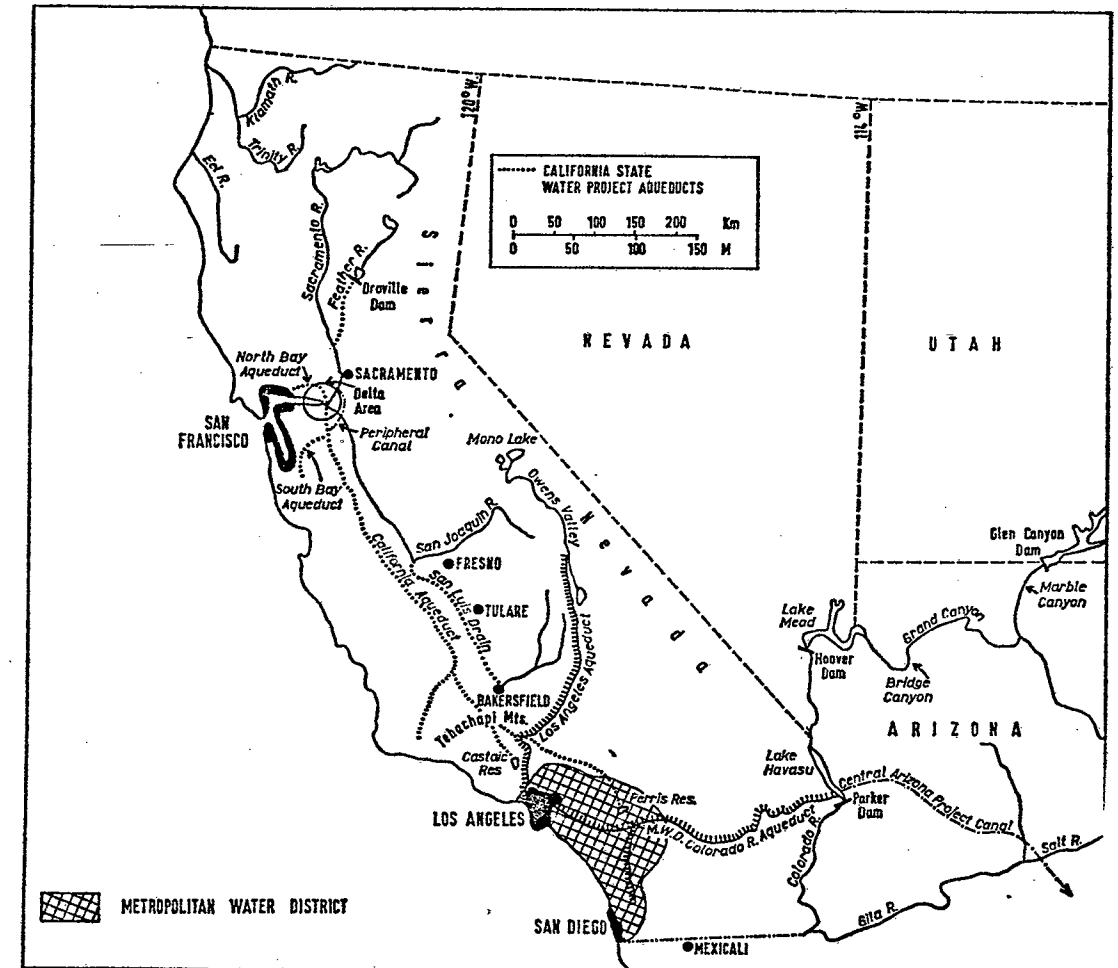 Klamath R.
Trinity R.
Eel R.
120°W.
114°W
CALIFORNIA STATE
WATER PROJECT AQUEDUCTS
0 50 100 150 200 Km
0 50 100 150 M
Sacramento R.
Feather R.
Oroville
Dam
Sierra
Nevada
NEVADA
UTAH
North Bay
Aqueduct
SACRAMENTO
Delta
Area
Peripheral
Canal
SAN
FRANCISCO
South Bay
Aqueduct
Mono Lake
Owens Valley
San Joaquin R.
FRESNO
California Aqueduct
San Luis Drain
TULARE
Los Angeles Aqueduct
BAKERSFIELD
Tehachapi Mts.
Castaic
Res
Glen Canyon
Dam
Marble
Canyon
Lake
Mead
Grand Canyon
Hoover
Dam
Bridge
Canyon
ARIZONA
Lake
Havasu
Central Arizona Project Canal
Parker
Dam
Perris Res.
LOS ANGELES
M.W.D. Colorado R. Aqueduct
Colorado R.
Salt R.
Gila R.
METROPOLITAN WATER DISTRICT
SAN DIEGO
MEXICALI